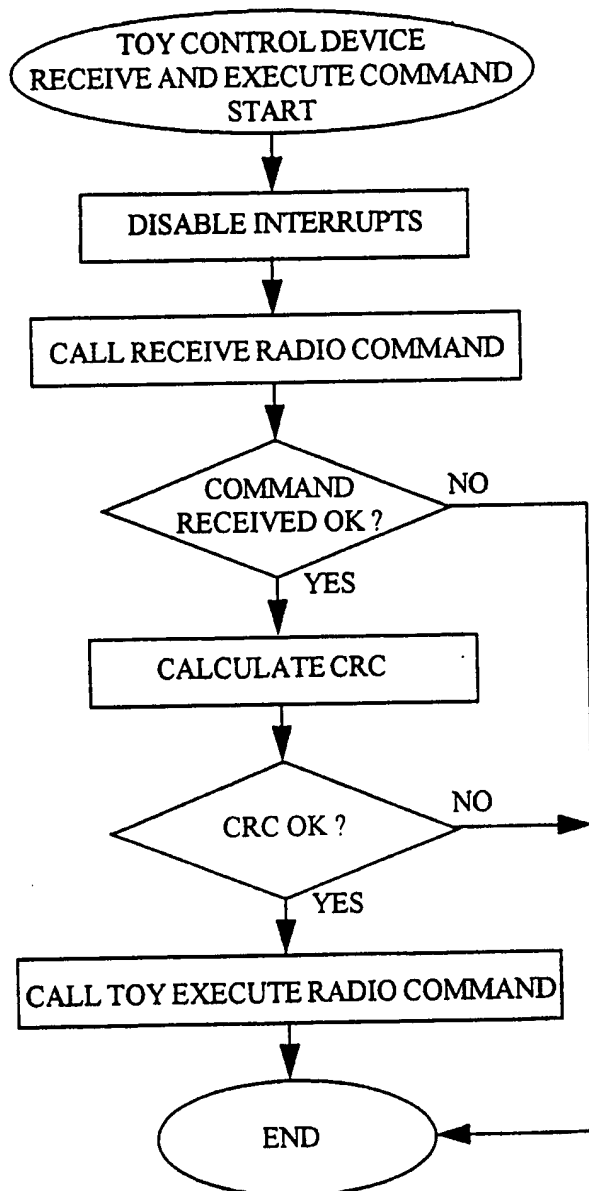 TOY CONTROL DEVICE
RECEIVE AND EXECUTE COMMAND
START
DISABLE INTERRUPTS
CALL RECEIVE RADIO COMMAND
COMMAND
RECEIVED OK ?
NO
YES
CALCULATE CRC
CRC OK ?
NO
YES
CALL TOY EXECUTE RADIO COMMAND
END